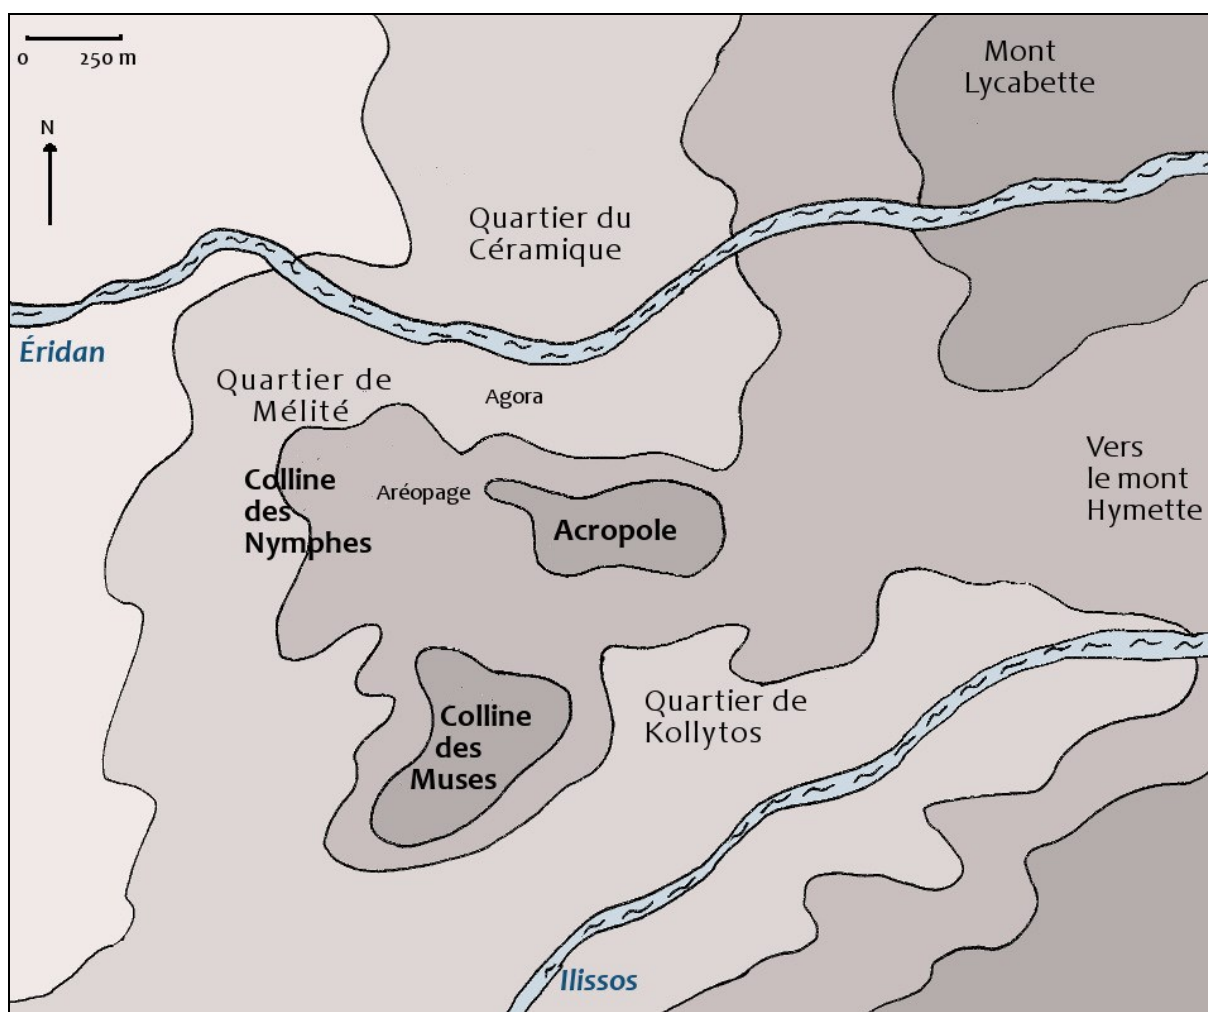 0 250 m
N
Mont
Lycabette
Quartier du
Céramique
Éridan
Quartier de
Mélité
Agora
Colline
des
Nymphes
Aréopage
Acropole
Vers
le mont
Hymette
Colline
des
Muses
Quartier de
Kollytos
Ilissos